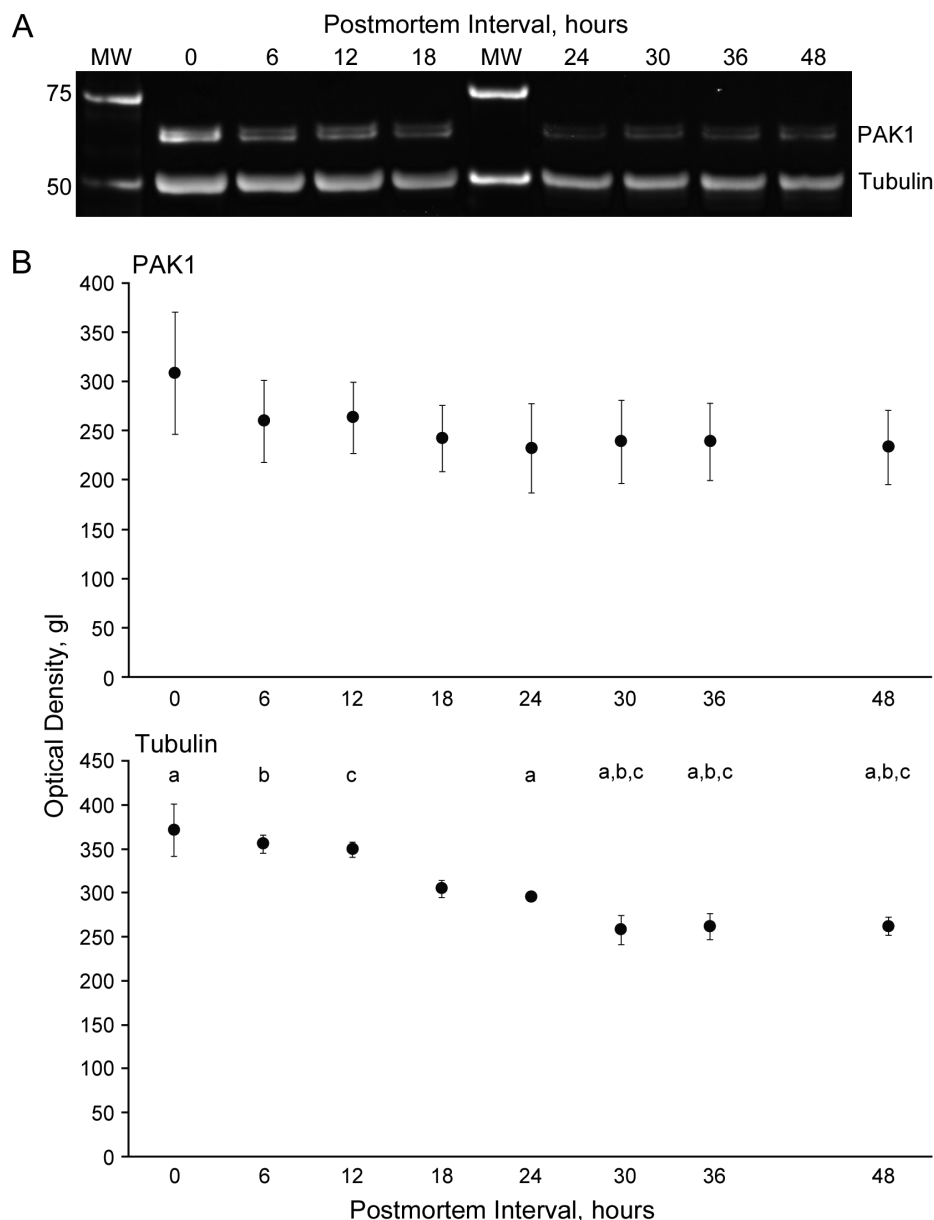 A
Postmortem Interval, hours
MW 0 6 12 18 MW 24 30 36 48
75
PAK1
50
Tubulin
B
PAK1
400
350
300
250
200
150
100
50
0
0 6 12 18 24 30 36 48
Optical Density, gl
Tubulin
450
a b c a a,b,c a,b,c a,b,c
400
350
300
250
200
150
100
50
0
0 6 12 18 24 30 36 48
Postmortem Interval, hours